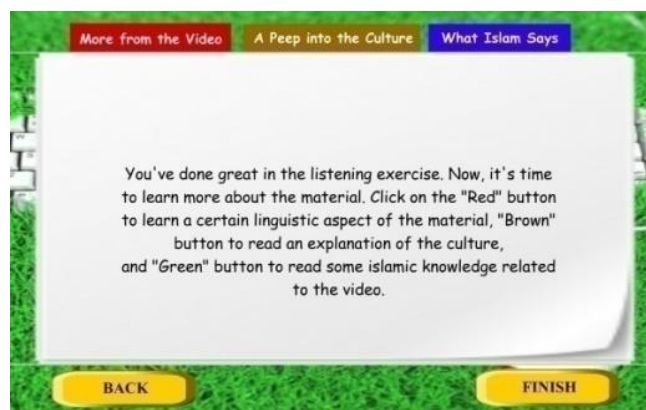 More from the Video
A Peep into the Culture
What Islam Says
You've done great in the listening exercise. Now, it's time
to learn more about the material. Click on the "Red" button
to learn a certain linguistic aspect of the material, "Brown"
button to read an explanation of the culture,
and "Green" button to read some islamic knowledge related
to the video.
BACK
FINISH